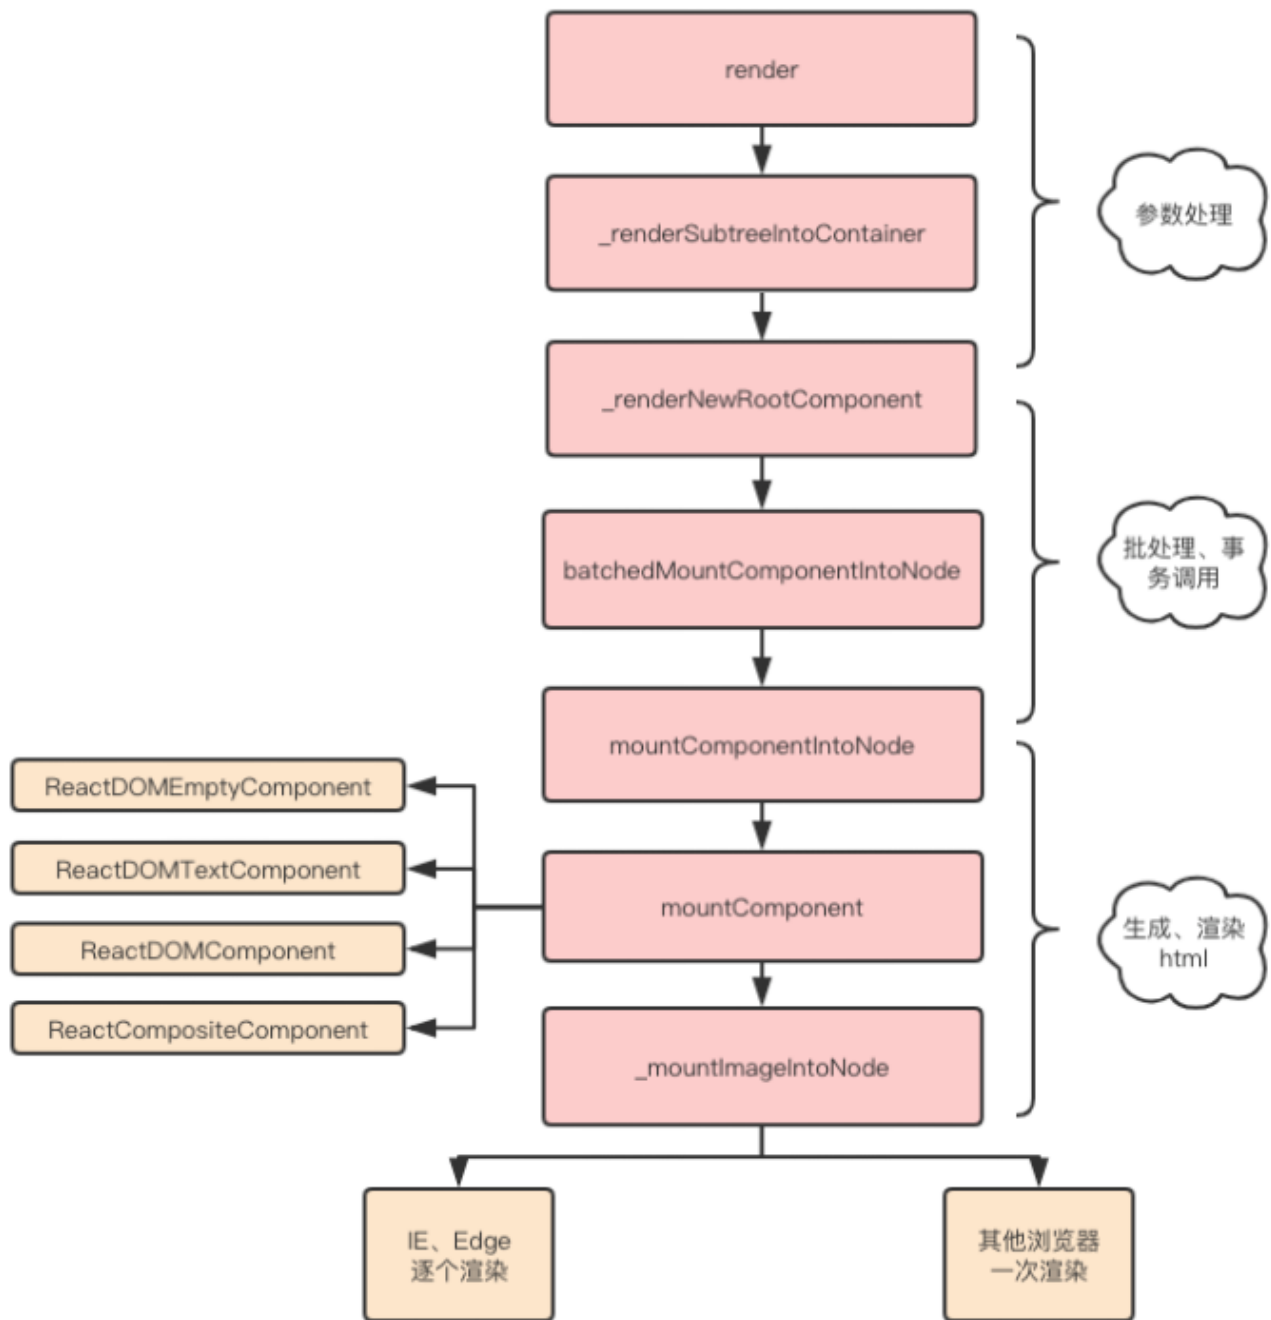 render
_renderSubtreeIntoContainer
参数处理
_renderNewRootComponent
batchedMountComponentIntoNode
批处理、事
务调用
mountComponentIntoNode
ReactDOMEmptyComponent
ReactDOMTextComponent
ReactDOMComponent
ReactCompositeComponent
mountComponent
生成、渲染
html
_mountImageIntoNode
IE、Edge
逐个渲染
其他浏览器
一次渲染